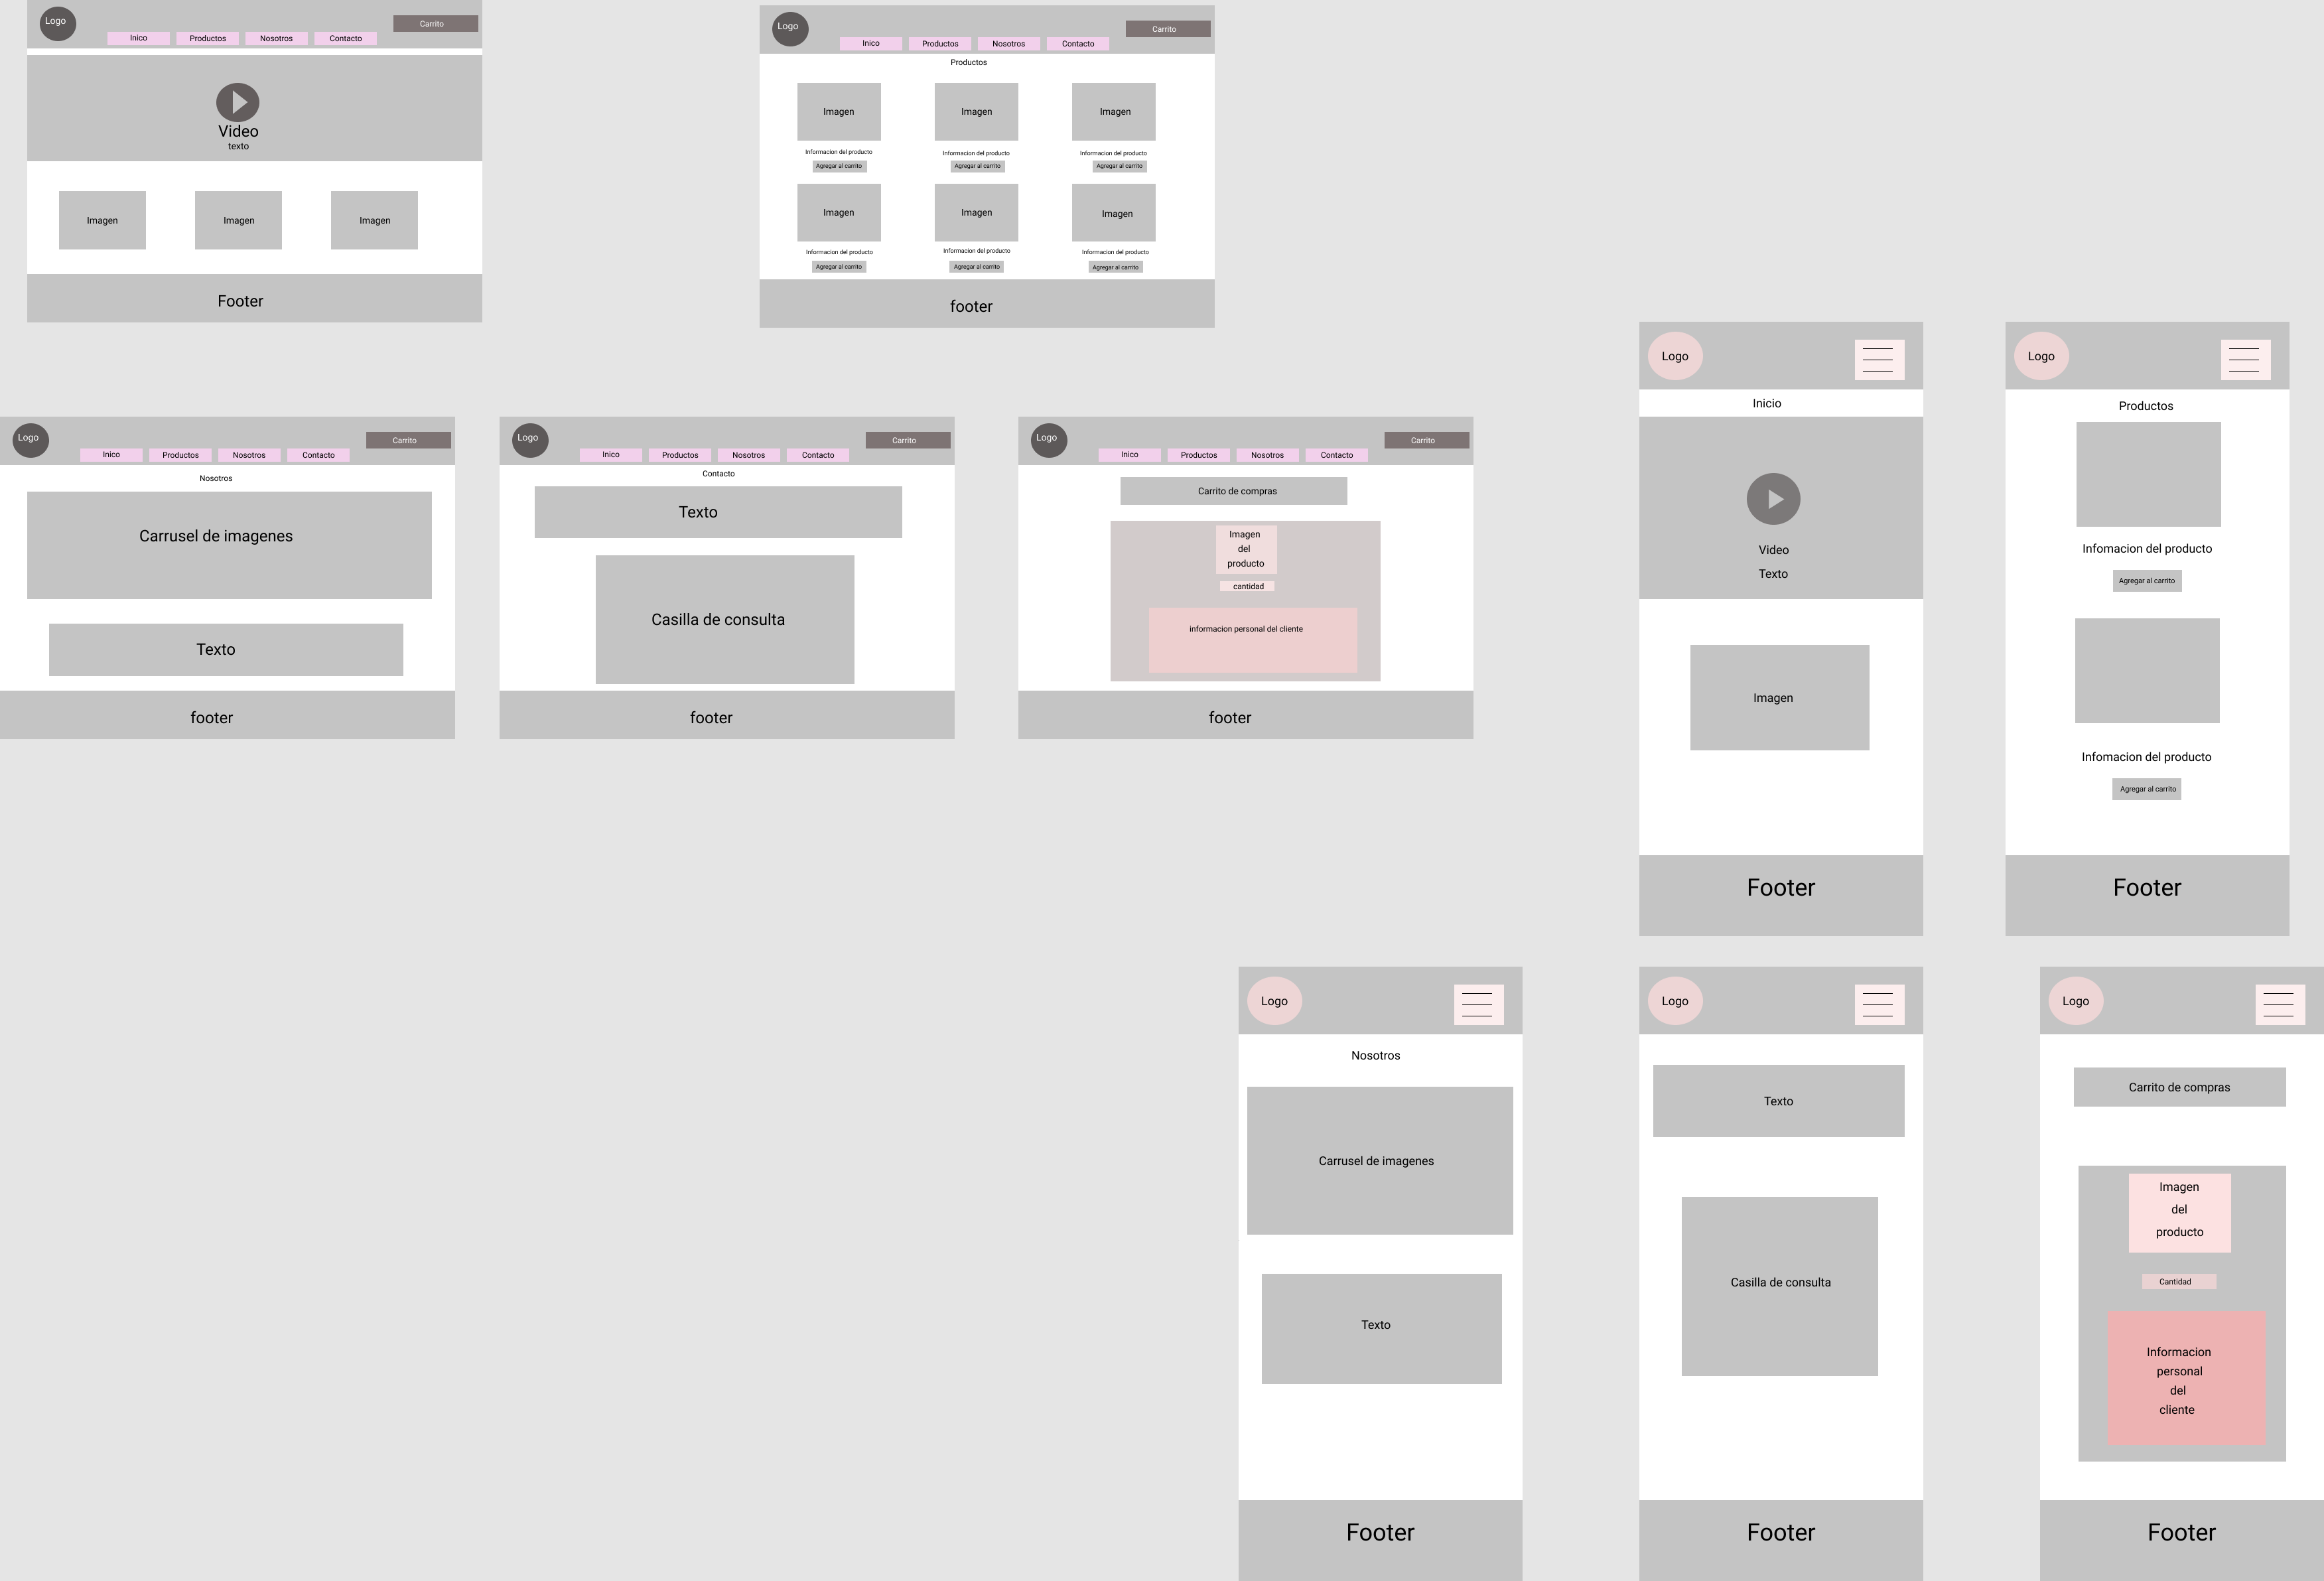 Logo
Carrito
Inico
Productos
Nosotros
Contacto
Video
texto
Imagen
Imagen
Imagen
Footer
Logo
Carrito
Inico
Productos
Nosotros
Contacto
Productos
Imagen
Imagen
Imagen
Informacion del producto
Informacion del producto
Informacion del producto
Agregar al carrito
Agregar al carrito
Agregar al carrito
Imagen
Imagen
Imagen
Informacion del producto
Informacion del producto
Informacion del producto
Agregar al carrito
Agregar al carrito
Agregar al carrito
footer
Logo
Carrito
Inico
Productos
Nosotros
Contacto
Nosotros
Carrusel de imagenes
Texto
footer
Logo
Carrito
Inico
Productos
Nosotros
Contacto
Contacto
Texto
Casilla de consulta
footer
Logo
Carrito
Inico
Productos
Nosotros
Contacto
Carrito de compras
Imagen
del
producto
cantidad
informacion personal del cliente
footer
Logo
Inicio
Video
Texto
Imagen
Footer
Logo
Productos
Infomacion del producto
Agregar al carrito
Infomacion del producto
Agregar al carrito
Footer
Logo
Nosotros
Carrusel de imagenes
Texto
Footer
Logo
Texto
Casilla de consulta
Footer
Logo
Carrito de compras
Imagen
del
producto
Cantidad
Informacion
personal
del
cliente
Footer